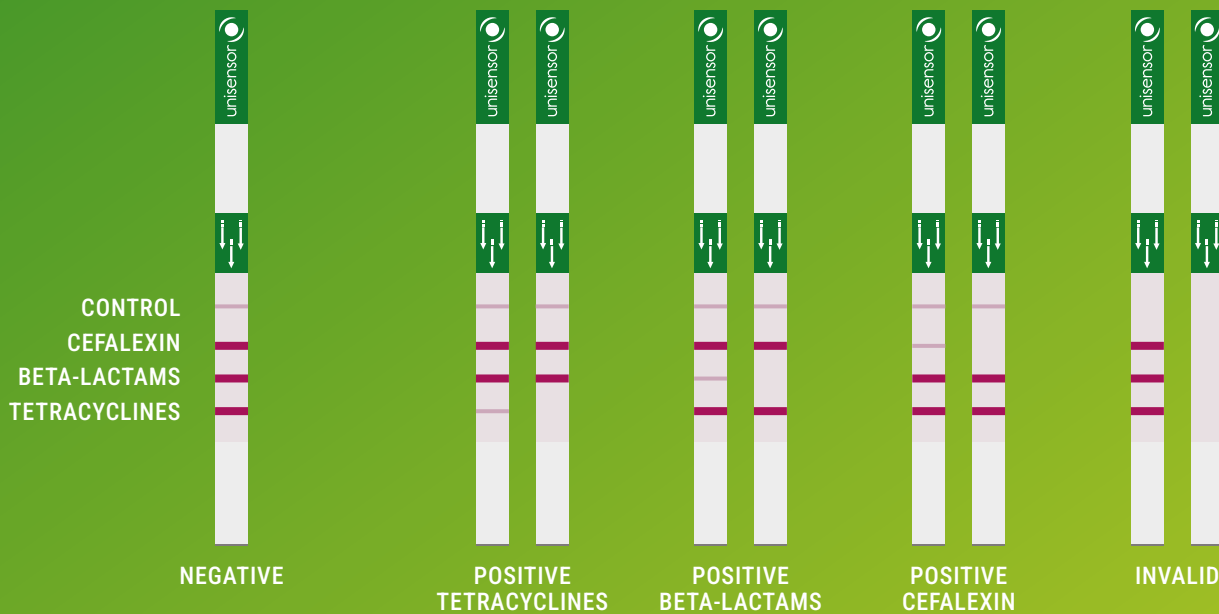 unisensor
unisensor
unisensor
unisensor
unisensor
unisensor
unisensor
unisensor
unisensor
CONTROL
CEFALEXIN
BETA-LACTAMS
TETRACYCLINES
NEGATIVE
POSITIVE
TETRACYCLINES
POSITIVE
BETA-LACTAMS
POSITIVE
CEFALEXIN
INVALID